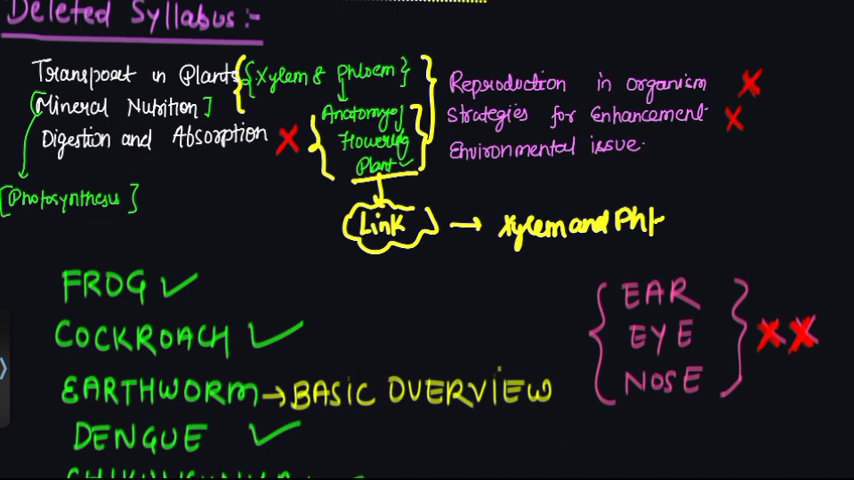 Deleted Syllabus :-
Transport in Plants { {Xylem & Phloem} }
[Mineral Nutrition]
Digestion and Absorption
[Photosynthesis]
Anatomy of
Flowering
Plant
Reproduction in organism
Strategies for Enhancement
Environmental issue.
Link → Xylem and Ph
FROG
COCKROACH
EARTHWORM → BASIC OVERVIEW
DENGUE
EAR
EYE
NOSE